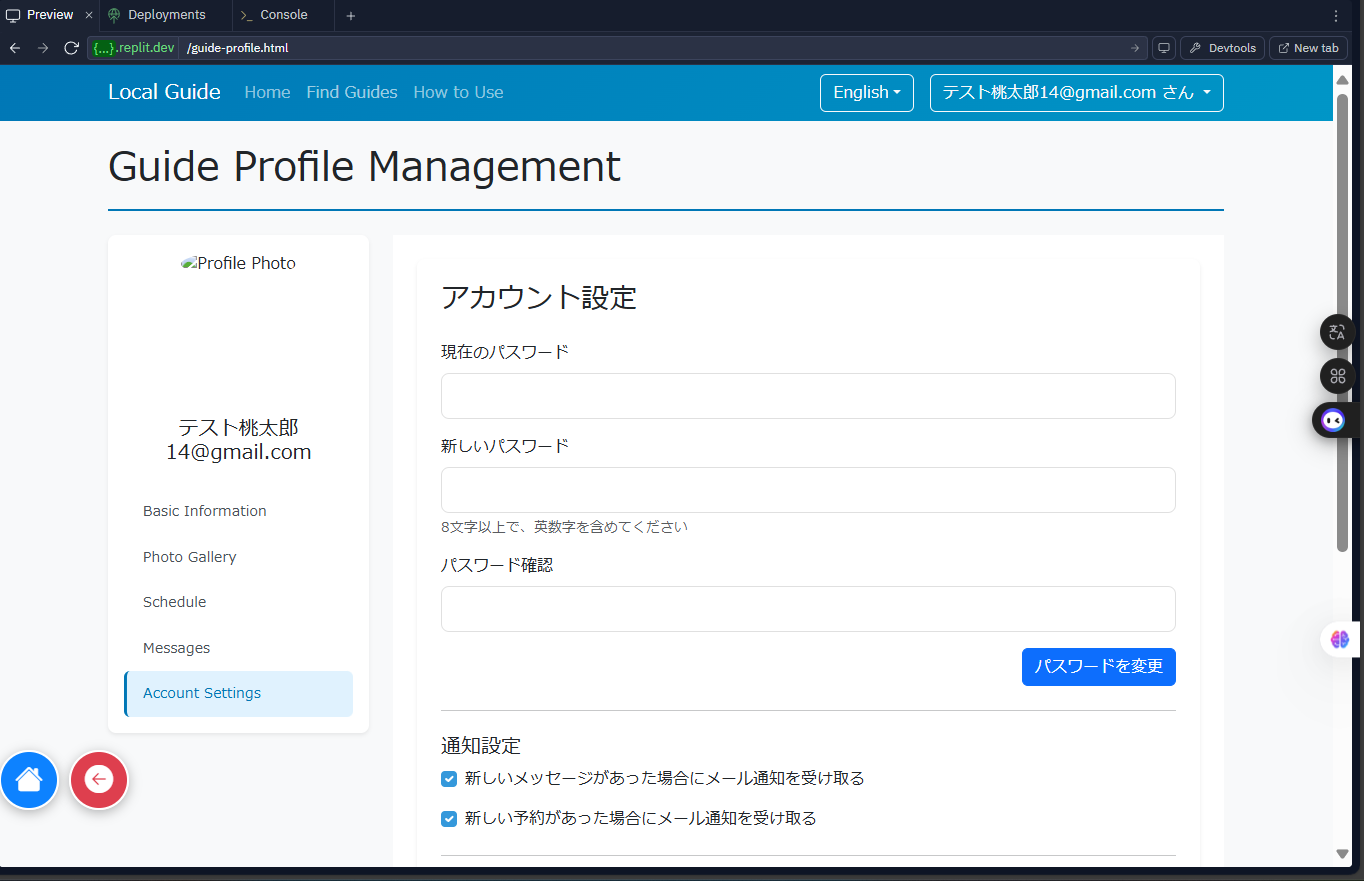 Preview
Deployments
Console
{...}.replit.dev /guide-profile.html
Devtools
New tab
Local Guide
Home
Find Guides
How to Use
English
テスト桃太郎14@gmail.com さん
Guide Profile Management
Profile Photo
テスト桃太郎
14@gmail.com
Basic Information
Photo Gallery
Schedule
Messages
Account Settings
アカウント設定
現在のパスワード
新しいパスワード
8文字以上で、英数字を含めてください
パスワード確認
パスワードを変更
通知設定
新しいメッセージがあった場合にメール通知を受け取る
新しい予約があった場合にメール通知を受け取る